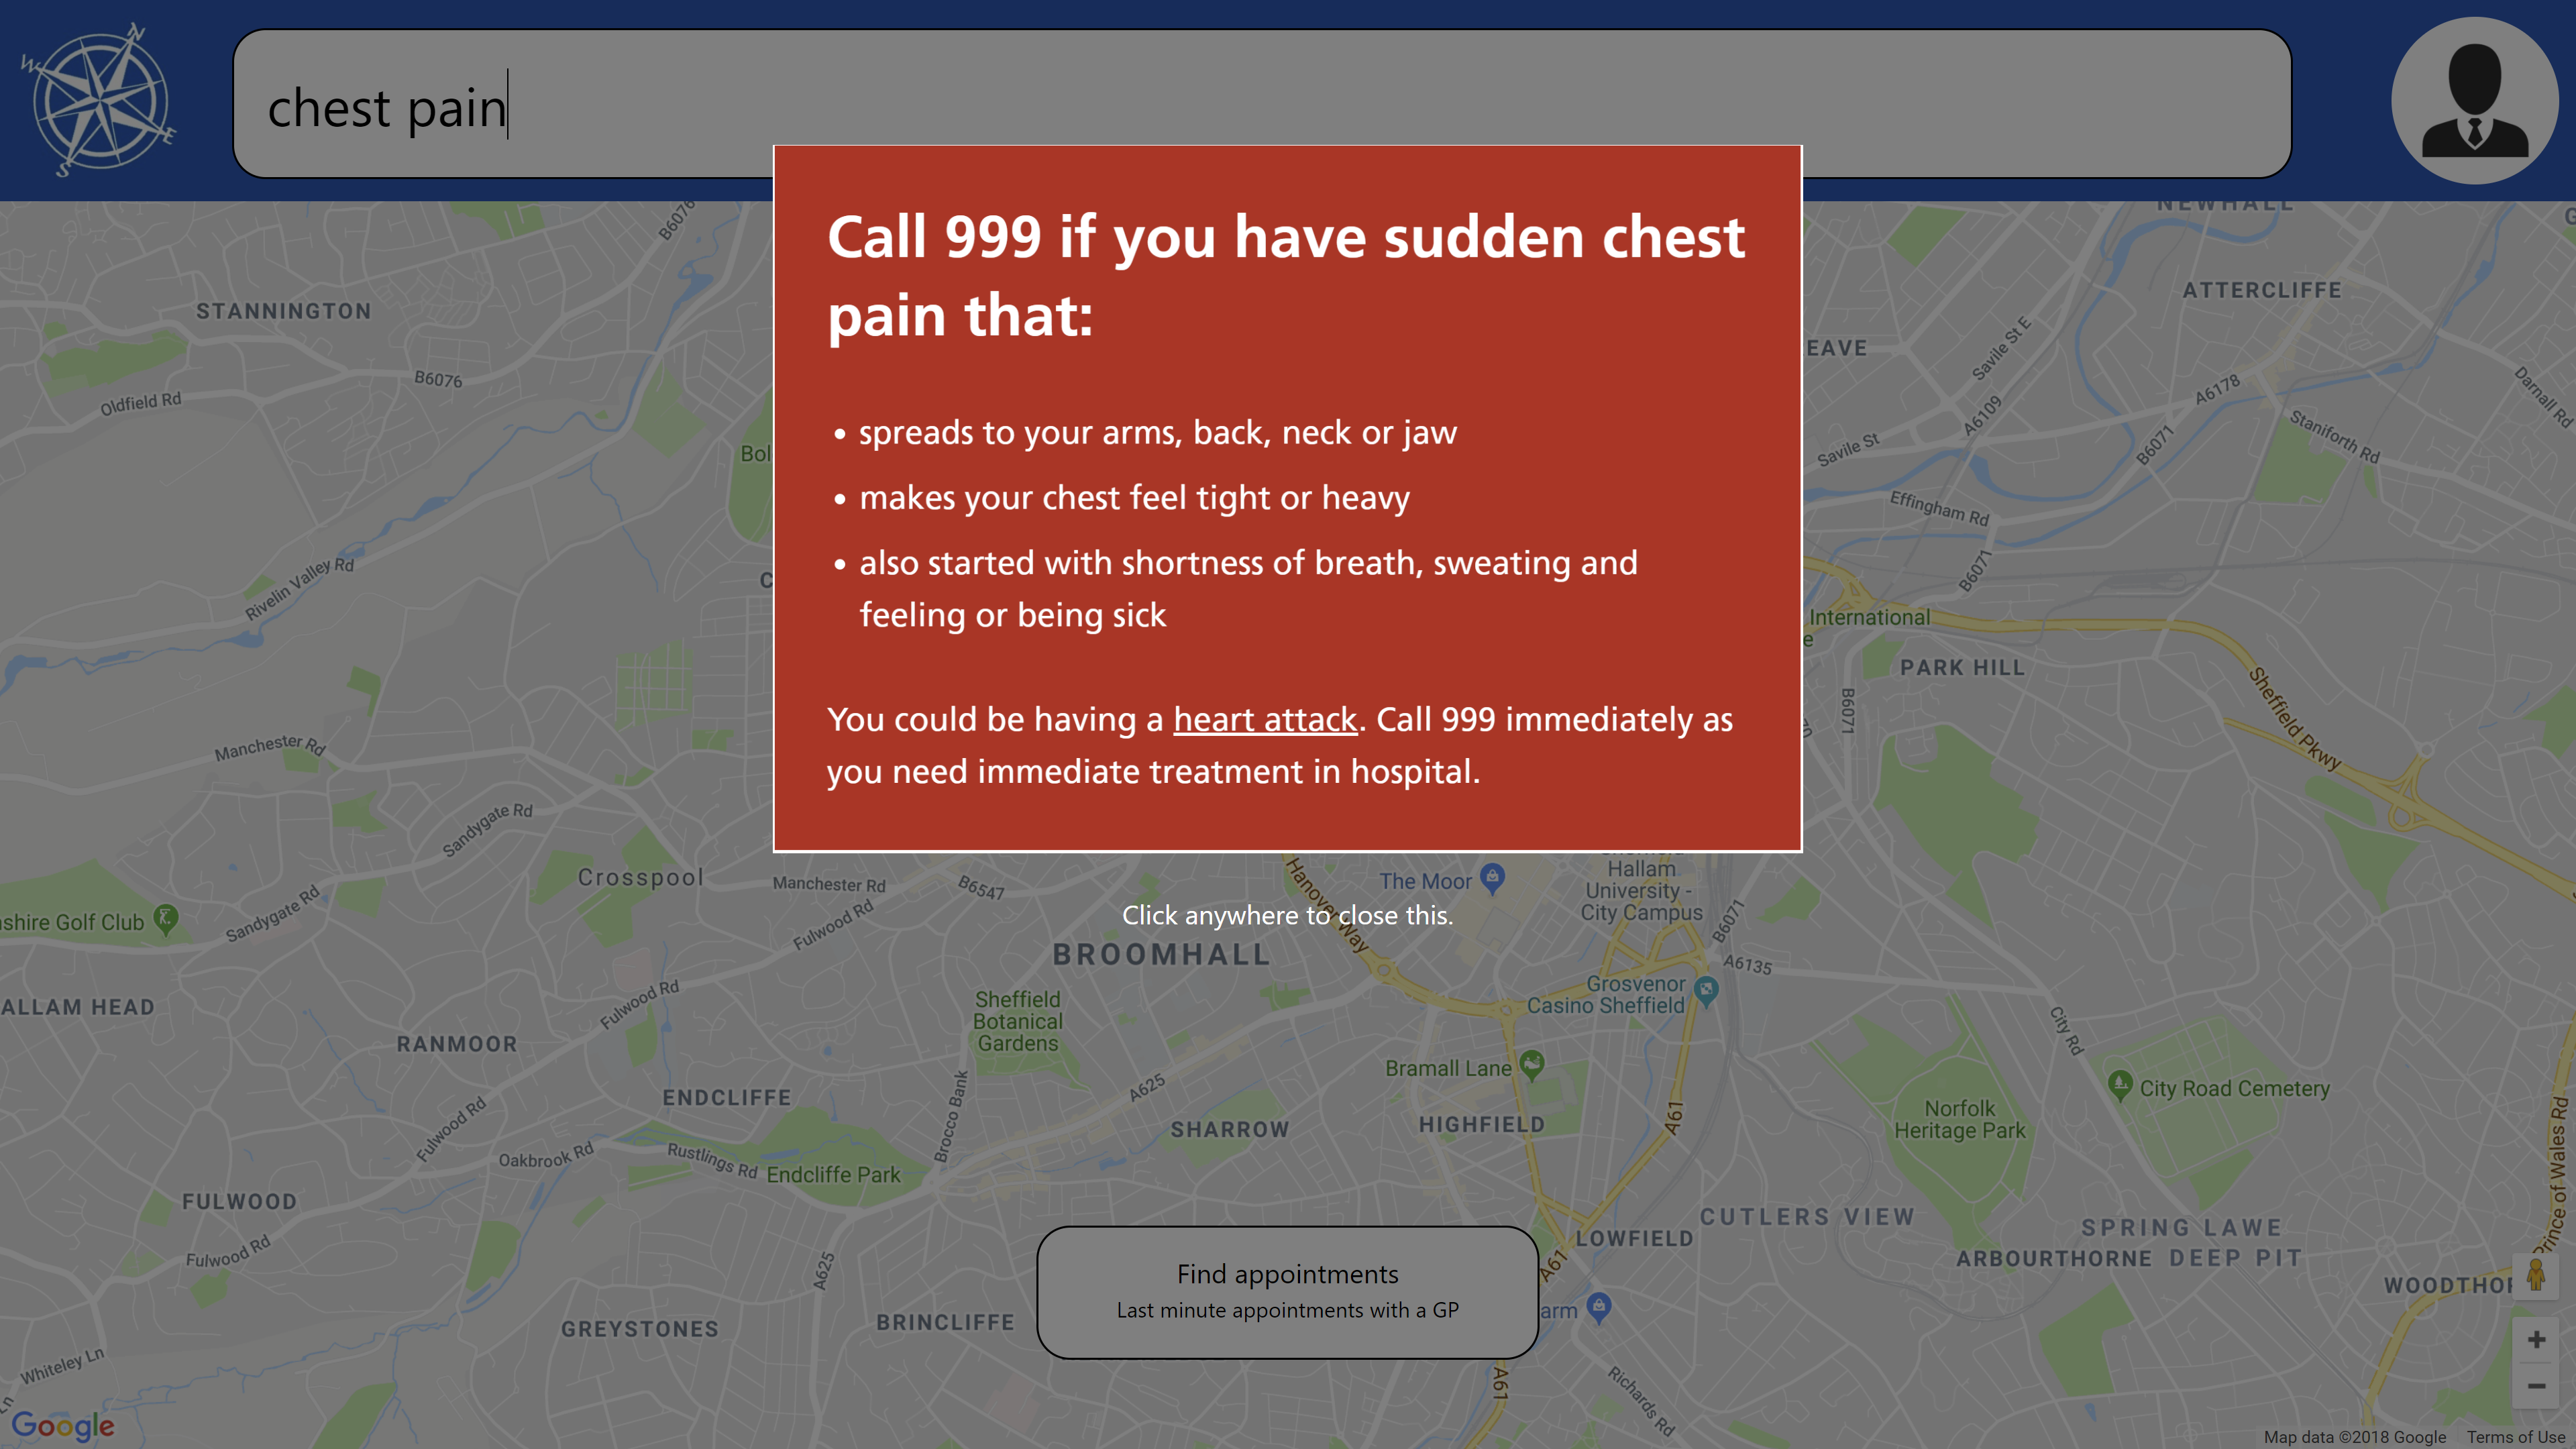 N
W
E
S
chest pain
Call 999 if you have sudden chest
pain that:
• spreads to your arms, back, neck or jaw
• makes your chest feel tight or heavy
• also started with shortness of breath, sweating and
feeling or being sick
You could be having a heart attack. Call 999 immediately as
you need immediate treatment in hospital.
Click anywhere to close this.
Find appointments
Last minute appointments with a GP
B6076
NEWHALL
STANNINGTON
ATTERCLIFFE
EAVE
Savile St E
B6076
A6178
Darnall Rd
Oldfield Rd
A6109
Staniforth Rd
Bol
Savile St
B6071
Effingham Rd
Rivelin Valley Rd
C
B6071
International
e
PARK HILL
B6071
Sheffield Pkwy
Manchester Rd
Sandygate Rd
Crosspool
Manchester Rd
B6547
Hanover Way
The Moor
Hallam
University -
City Campus
B6071
shire Golf Club
Sandygate Rd
Fulwood Rd
BROOMHALL
A6135
ALLAM HEAD
Fulwood Rd
Sheffield
Botanical
Gardens
Grosvenor
Casino Sheffield
RANMOOR
City Rd
Bramall Lane
City Road Cemetery
ENDCLIFFE
A625
Brocco Bank
SHARROW
HIGHFIELD
A61
Norfolk
Heritage Park
Fulwood Rd
Oakbrook Rd
Rustlings Rd
Endcliffe Park
Prince of Wales Rd
FULWOOD
CUTLERS VIEW
SPRING LAWE
LOWFIELD
ARBOURTHORNE
DEEP PIT
Fulwood Rd
A625
A61
WOODTHOR
arm
GREYSTONES
BRINCLIFFE
Whiteley Ln
Ln
A61
Richards Rd
+
−
Google
Map data ©2018 Google
Terms of Use